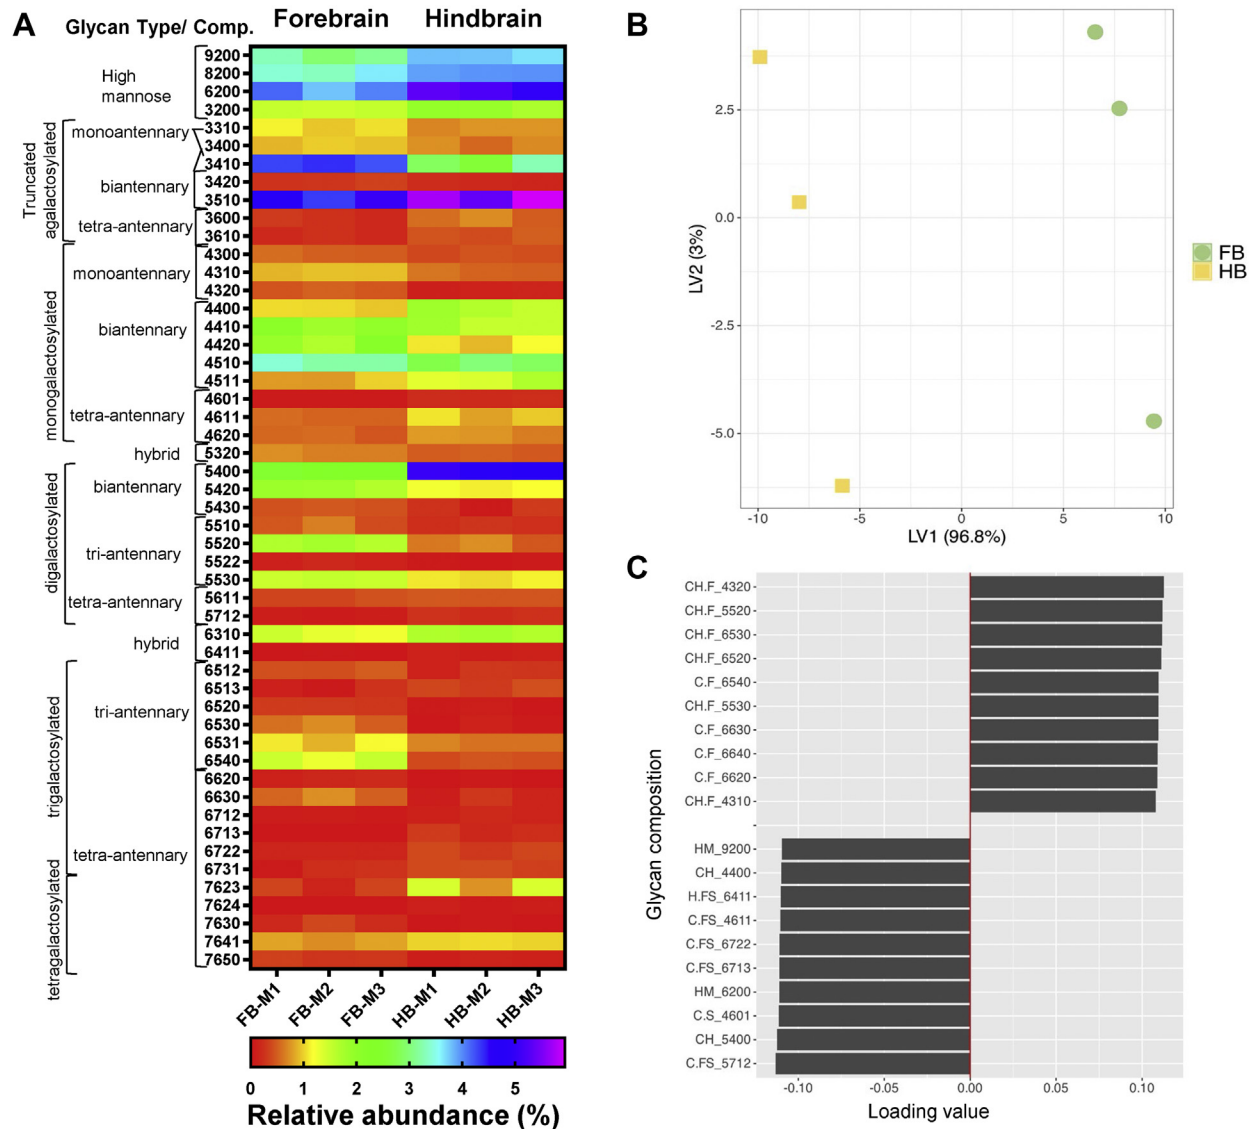 A
Glycan Type/ Comp.
Forebrain
Hindbrain
High
mannose
Truncated
agalactosylated
monoantennary
biantennary
tetra-antennary
monogalactosylated
monoantennary
biantennary
tetra-antennary
hybrid
digalactosylated
biantennary
tri-antennary
tetra-antennary
hybrid
trigalactosylated
tri-antennary
tetra-antennary
tetragalactosylated
9200
8200
6200
3200
3310
3400
3410
3420
3510
3600
3610
4300
4310
4320
4400
4410
4420
4510
4511
4601
4611
4620
5320
5400
5420
5430
5510
5520
5522
5530
5611
5712
6310
6411
6512
6513
6520
6530
6531
6540
6620
6630
6712
6713
6722
6731
7623
7624
7630
7641
7650
FB-M1
FB-M2
FB-M3
HB-M1
HB-M2
HB-M3
0 1 2 3 4 5
Relative abundance (%)
B
LV2 (3%)
2.5
0.0
-2.5
-5.0
-10 -5 0 5 10
LV1 (96.8%)
FB
HB
C
Glycan composition
CH.F_4320
CH.F_5520
CH.F_6530
CH.F_6520
C.F_6540
CH.F_5530
C.F_6630
C.F_6640
C.F_6620
CH.F_4310
HM_9200
CH_4400
H.FS_6411
C.FS_4611
C.FS_6722
C.FS_6713
HM_6200
C.S_4601
CH_5400
C.FS_5712
-0.10 -0.05 0.00 0.05 0.10
Loading value